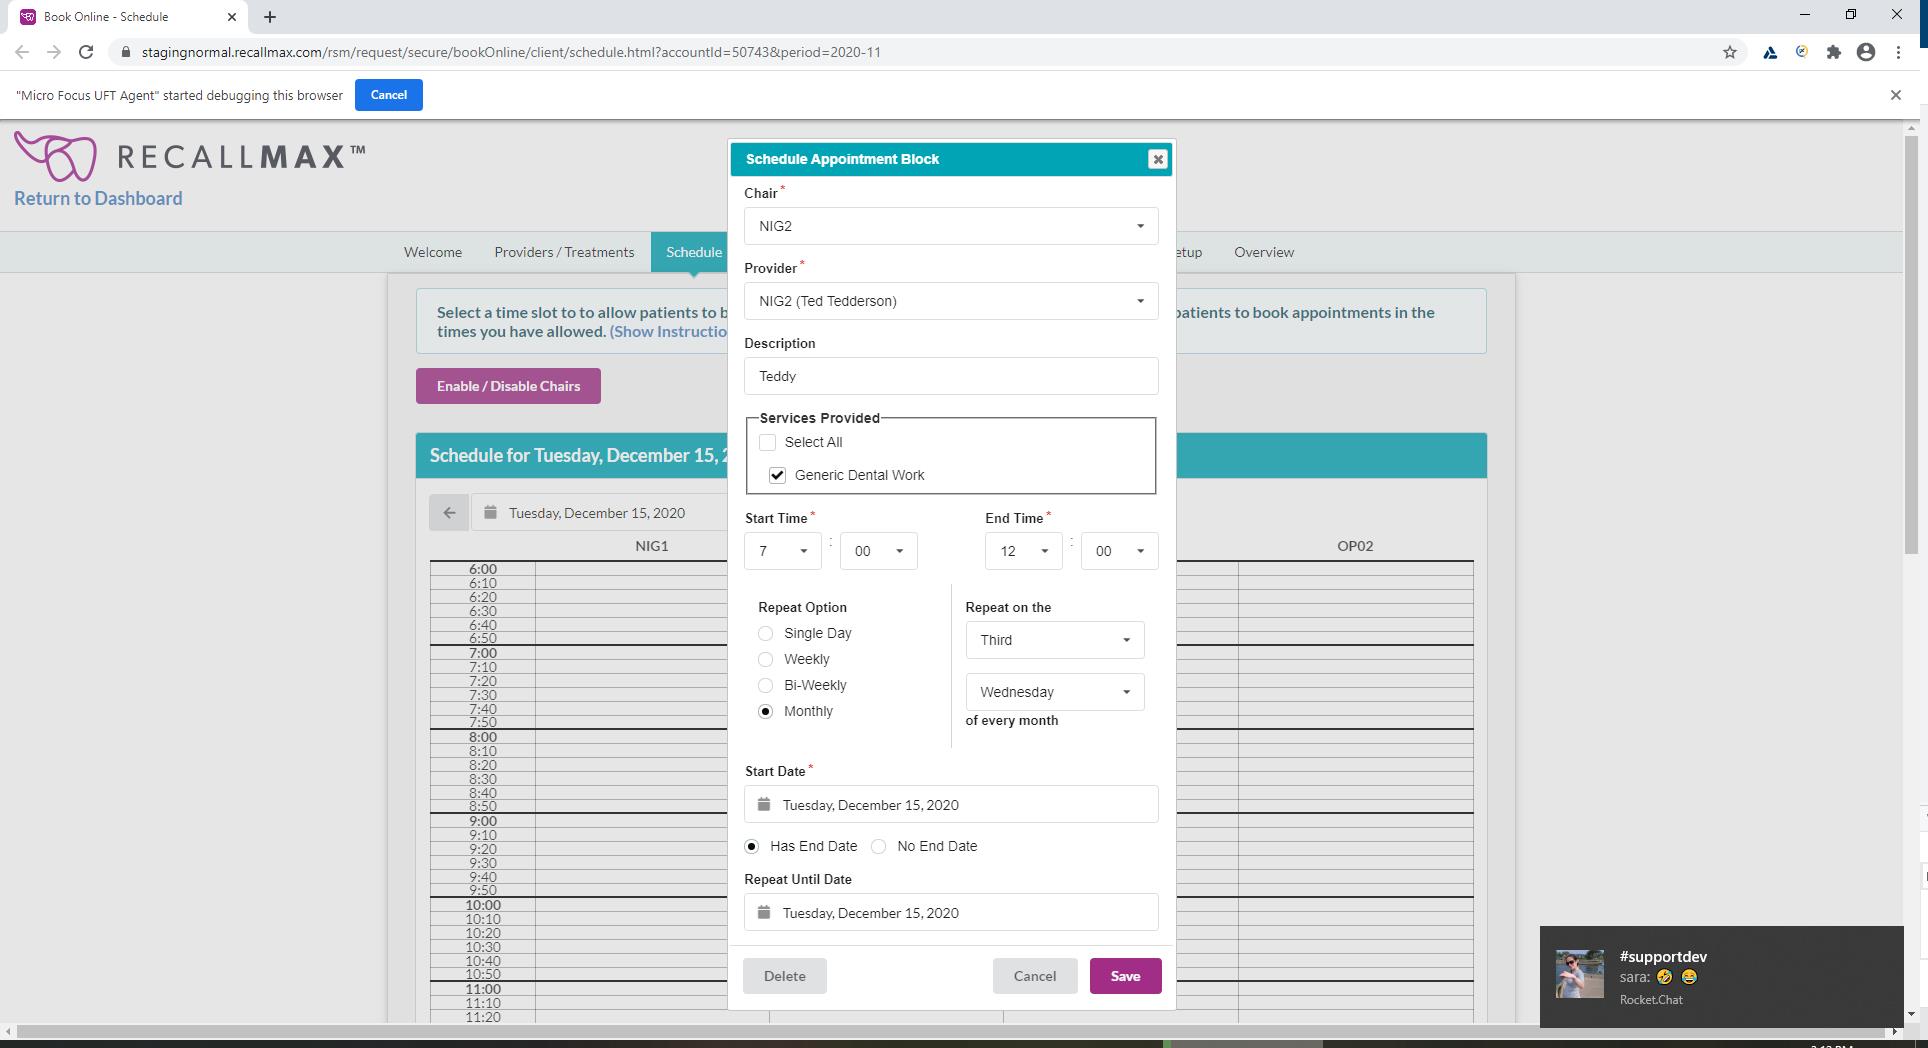 Book Online - Schedule
stagingnormal.recallmax.com/rsm/request/secure/bookOnline/client/schedule.html?accountId=50743&period=2020-11
"Micro Focus UFT Agent" started debugging this browser
Cancel
RECALLMAX™
Return to Dashboard
Welcome
Providers / Treatments
Schedule
etup
Overview
Select a time slot to to allow patients to b
patients to book appointments in the
times you have allowed. (Show Instructio
Enable / Disable Chairs
Schedule for Tuesday, December 15, 2
Tuesday, December 15, 2020
NIG1
OP02
6:00
6:10
6:20
6:30
6:40
6:50
7:00
7:10
7:20
7:30
7:40
7:50
8:00
8:10
8:20
8:30
8:40
8:50
9:00
9:10
9:20
9:30
9:40
9:50
10:00
10:10
10:20
10:30
10:40
10:50
11:00
11:10
11:20
Schedule Appointment Block
Chair*
NIG2
Provider*
NIG2 (Ted Tedderson)
Description
Teddy
Services Provided
Select All
Generic Dental Work
Start Time*
End Time*
7 : 00
12 : 00
Repeat Option
Single Day
Weekly
Bi-Weekly
Monthly
Repeat on the
Third
Wednesday
of every month
Start Date*
Tuesday, December 15, 2020
Has End Date
No End Date
Repeat Until Date
Tuesday, December 15, 2020
Delete
Cancel
Save
#supportdev
sara: 🤣 😂
Rocket.Chat